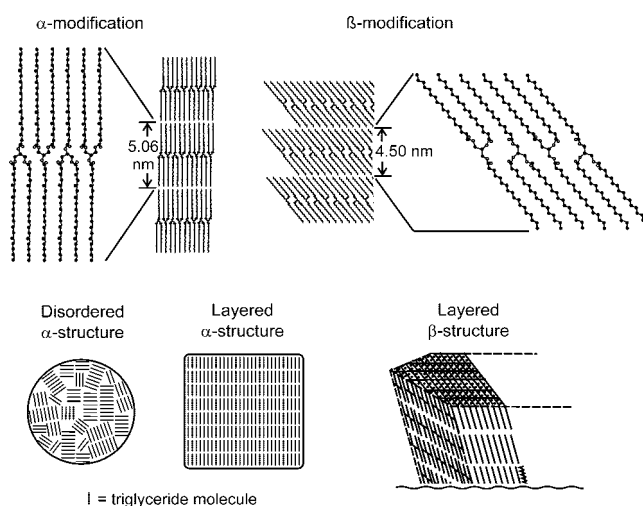 α-modification
ß-modification
5.06
nm
4.50 nm
Disordered
α-structure
Layered
α-structure
Layered
β-structure
I = triglyceride molecule